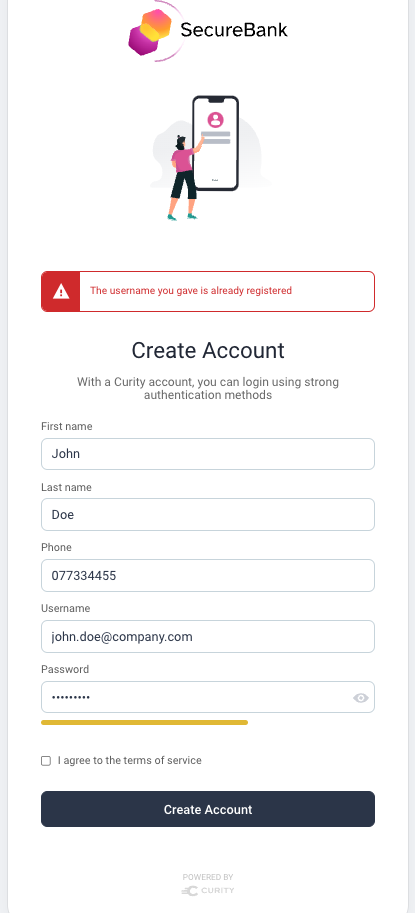 SecureBank
The username you gave is already registered
Create Account
With a Curity account, you can login using strong
authentication methods
First name
John
Last name
Doe
Phone
077334455
Username
john.doe@company.com
Password
•••••••••
I agree to the terms of service
Create Account
POWERED BY
CURITY